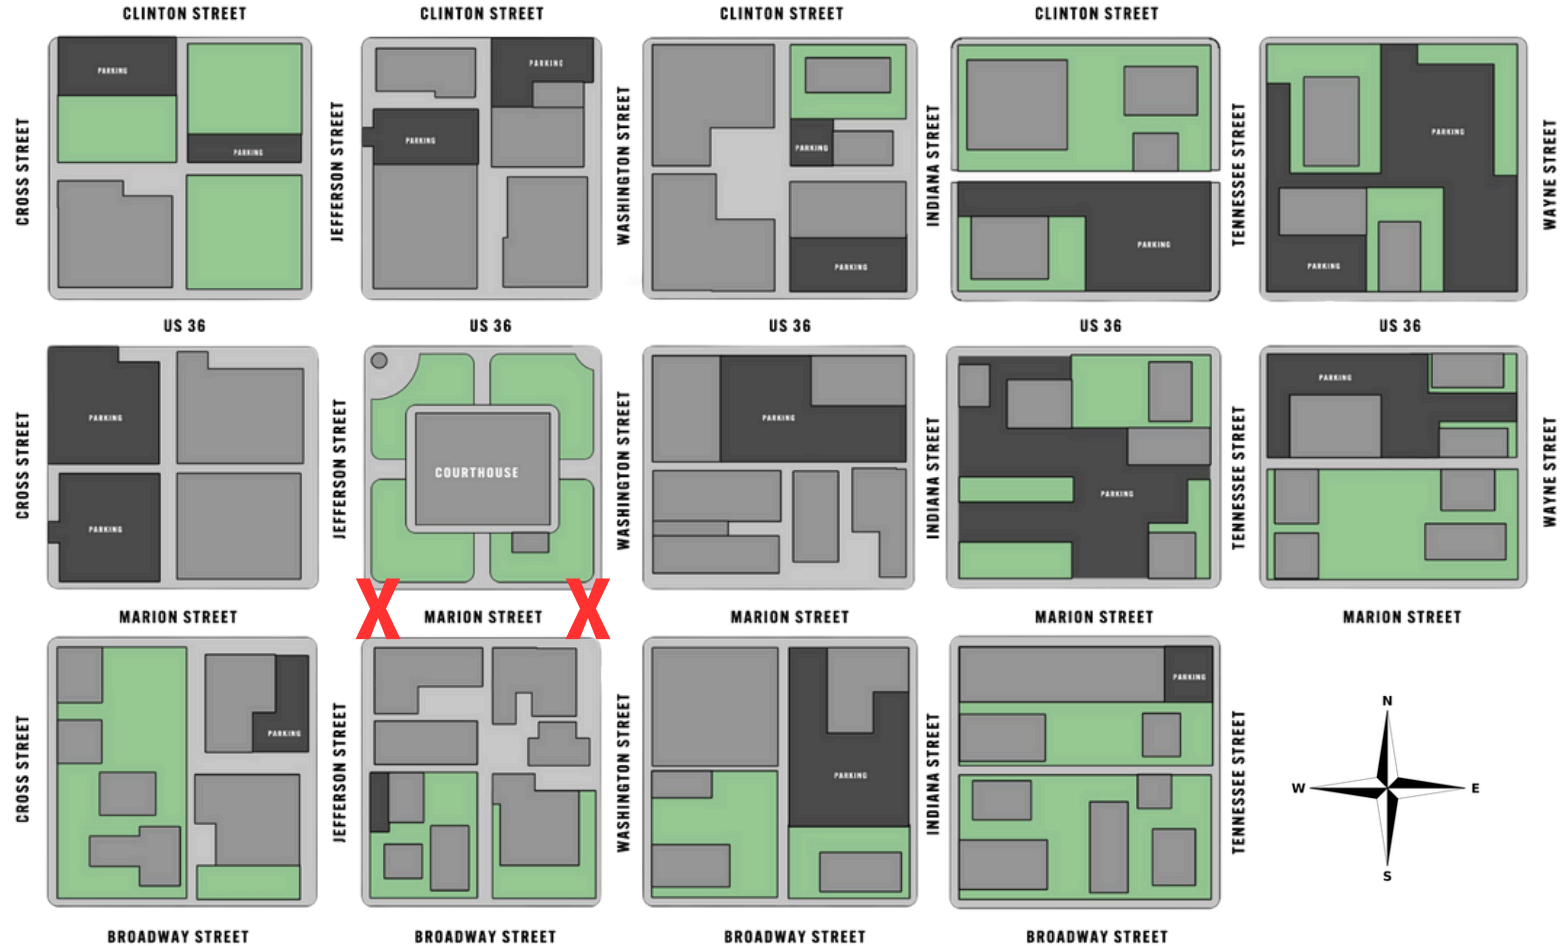 CLINTON STREET
CLINTON STREET
CLINTON STREET
CLINTON STREET
PARKING
PARKING
CROSS STREET
JEFFERSON STREET
PARKING
PARKING
WASHINGTON STREET
PARKING
PARKING
INDIANA STREET
PARKING
TENNESSEE STREET
PARKING
PARKING
WAYNE STREET
US 36
US 36
US 36
US 36
US 36
CROSS STREET
PARKING
PARKING
JEFFERSON STREET
COURTHOUSE
WASHINGTON STREET
PARKING
INDIANA STREET
PARKING
TENNESSEE STREET
PARKING
WAYNE STREET
X
X
MARION STREET
MARION STREET
MARION STREET
MARION STREET
MARION STREET
CROSS STREET
PARKING
JEFFERSON STREET
WASHINGTON STREET
PARKING
INDIANA STREET
PARKING
TENNESSEE STREET
N
W
E
S
BROADWAY STREET
BROADWAY STREET
BROADWAY STREET
BROADWAY STREET